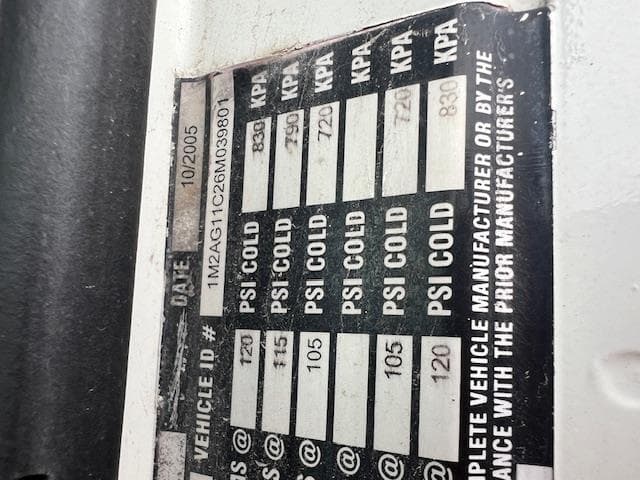 DATE 10/2005
VEHICLE ID # 1M2AG11C26M039801
@ 120 PSI COLD 830 KPA
@ 115 PSI COLD 790 KPA
@ 105 PSI COLD 720 KPA
@ PSI COLD KPA
@ 105 PSI COLD 720 KPA
@ 120 PSI COLD 830 KPA
MPLETE VEHICLE MANUFACTURER OR BY THE
ANCE WITH THE PRIOR MANUFACTURER'S